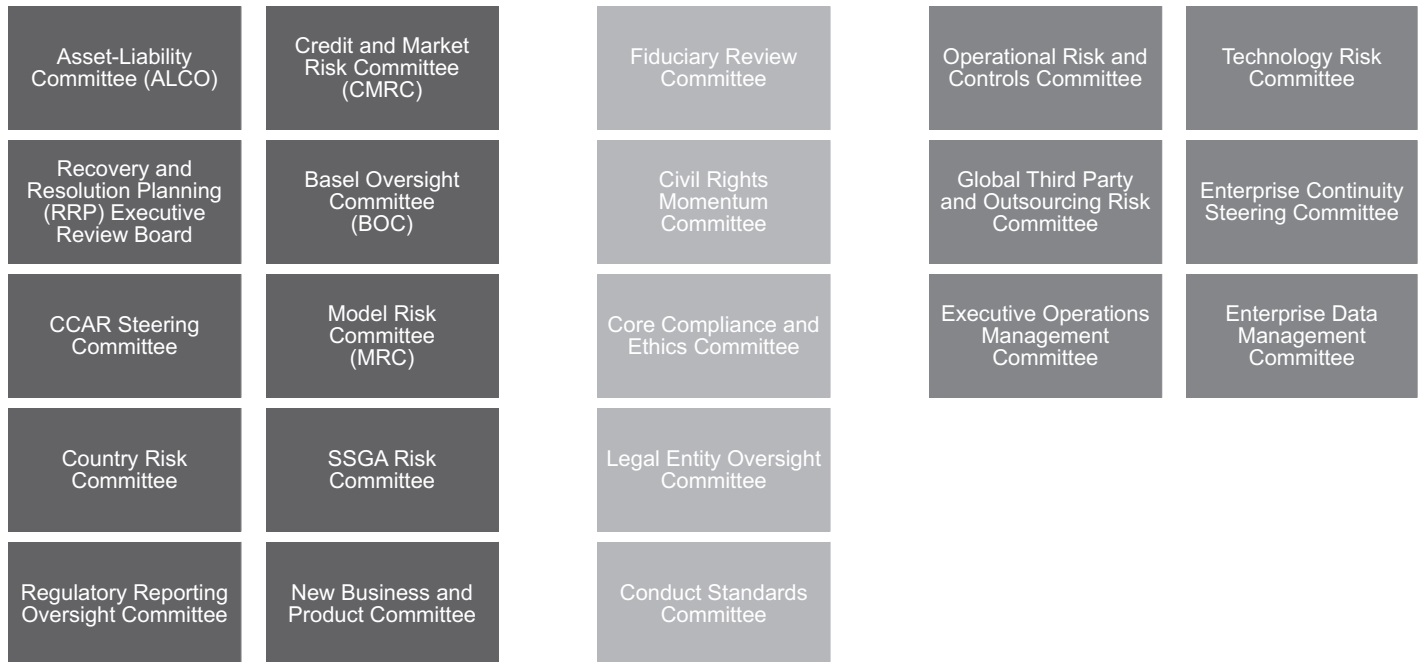 Asset-Liability
Committee (ALCO)
Credit and Market
Risk Committee
(CMRC)
Fiduciary Review
Committee
Operational Risk and
Controls Committee
Technology Risk
Committee
Recovery and
Resolution Planning
(RRP) Executive
Review Board
Basel Oversight
Committee
(BOC)
Civil Rights
Momentum
Committee
Global Third Party
and Outsourcing Risk
Committee
Enterprise Continuity
Steering Committee
CCAR Steering
Committee
Model Risk
Committee
(MRC)
Core Compliance and
Ethics Committee
Executive Operations
Management
Committee
Enterprise Data
Management
Committee
Country Risk
Committee
SSGA Risk
Committee
Legal Entity Oversight
Committee
Regulatory Reporting
Oversight Committee
New Business and
Product Committee
Conduct Standards
Committee